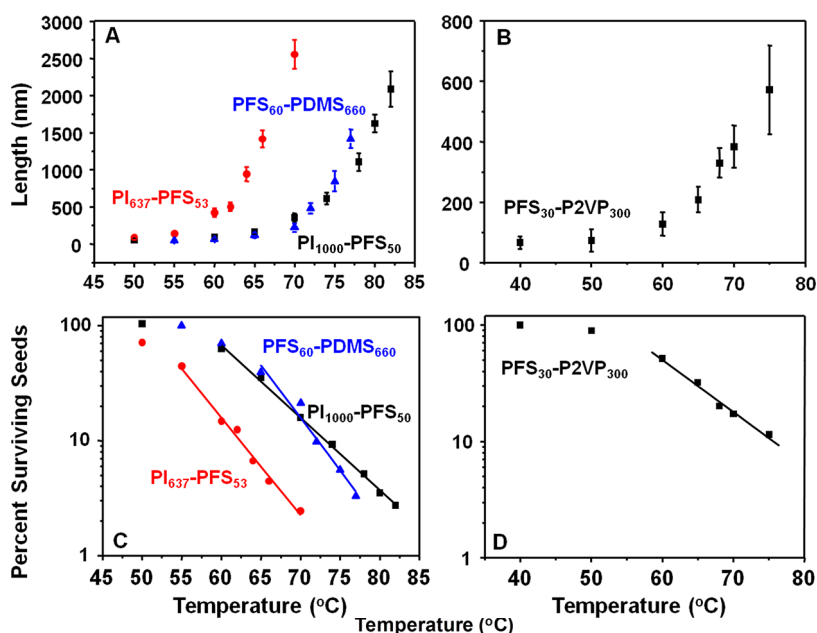 A
B
Length (nm)
3000
2500
2000
1500
1000
500
0
PFS60-PDMS660
PI637-PFS53
PI1000-PFS50
45 50 55 60 65 70 75 80 85
800
600
400
200
0
PFS30-P2VP300
40 50 60 70 80
Percent Surviving Seeds
100
10
1
PFS60-PDMS660
PI1000-PFS50
PI637-PFS53
C
45 50 55 60 65 70 75 80 85
Temperature (oC)
100
10
1
PFS30-P2VP300
D
40 50 60 70 80
Temperature (oC)
Temperature (oC)